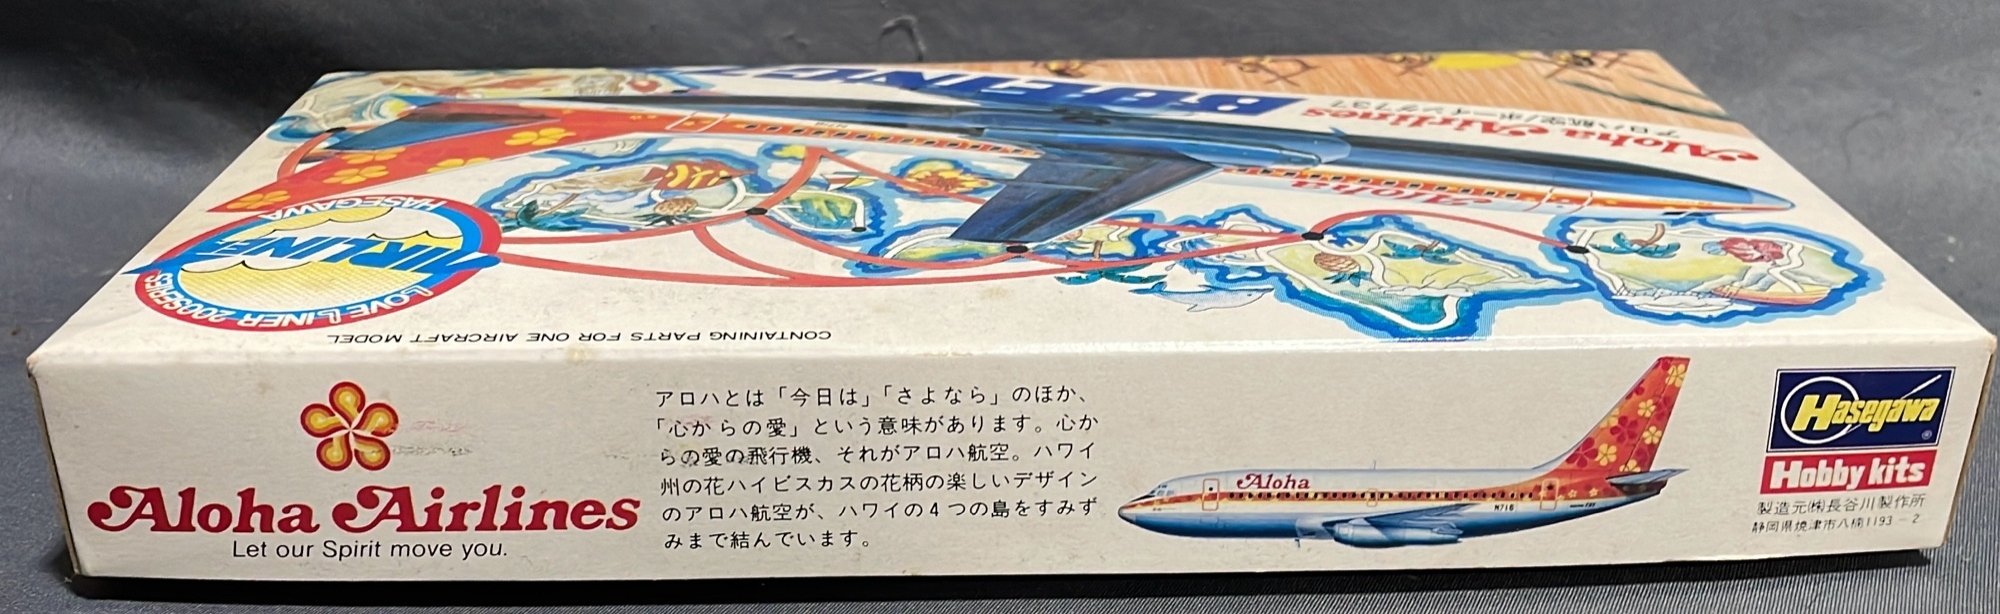 BOEING 7
Aloha Airlines
アロハ航空/ボーイング737
Aloha
HASEGAWA
AIRLINE
LOVE LINER 200 SERIES
CONTAINING PARTS FOR ONE AIRCRAFT MODEL
Aloha Airlines
Let our Spirit move you.
アロハとは「今日は」「さよなら」のほか、
「心からの愛」という意味があります。心か
らの愛の飛行機、それがアロハ航空。ハワイ
州の花ハイビスカスの花柄の楽しいデザイン
のアロハ航空が、ハワイの4つの島をすみず
みまで結んでいます。
Aloha
N716
Hasegawa
Hobby kits
製造元㈱長谷川製作所
静岡県焼津市八楠1193-2